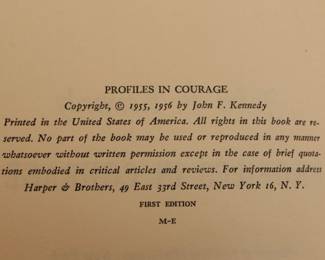 PROFILES IN COURAGE
Copyright, © 1955, 1956 by John F. Kennedy
Printed in the United States of America. All rights in this book are re-
served. No part of the book may be used or reproduced in any manner
whatsoever without written permission except in the case of brief quota-
tions embodied in critical articles and reviews. For information address
Harper & Brothers, 49 East 33rd Street, New York 16, N. Y.
FIRST EDITION
M-E